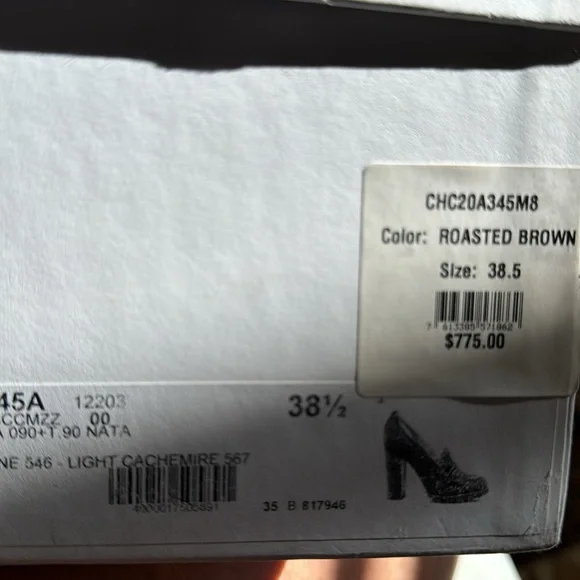 CHC20A345M8
Color: ROASTED BROWN
Size: 38.5
$775.00
45A 12203 38½
CCMZZ 00
A 090+T.90 NATA
NE 546 - LIGHT CACHEMIRE 567
35 B 817946